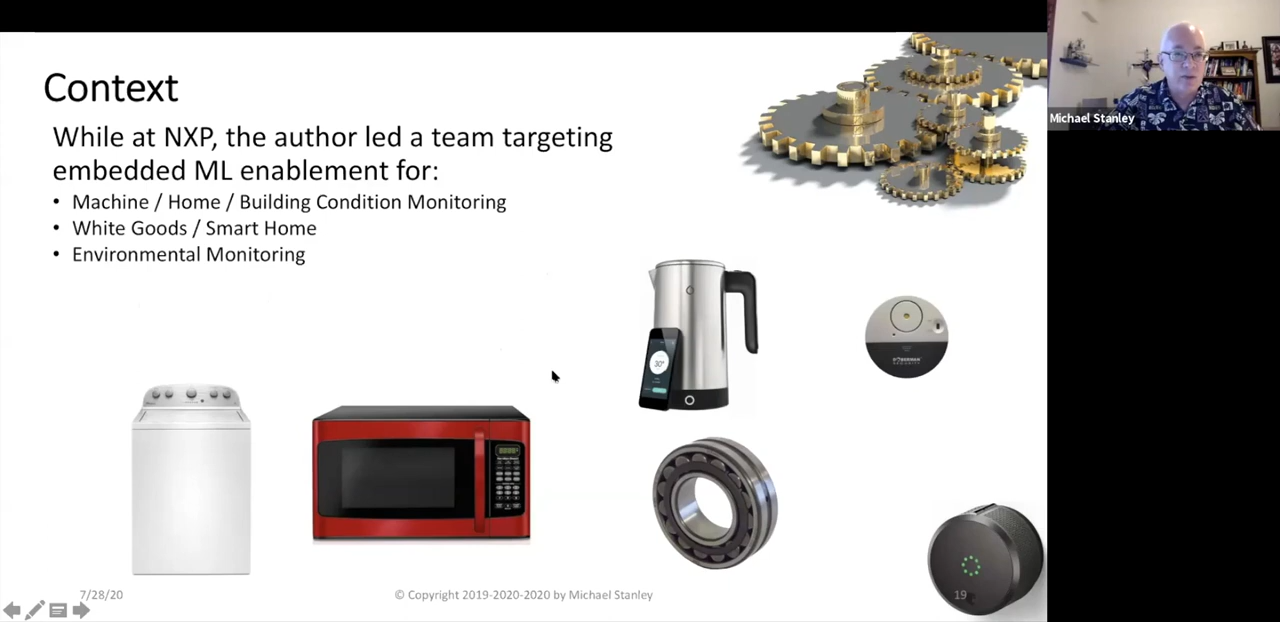 Context
While at NXP, the author led a team targeting
embedded ML enablement for:
• Machine / Home / Building Condition Monitoring
• White Goods / Smart Home
• Environmental Monitoring
30°
7/28/20
© Copyright 2019-2020-2020 by Michael Stanley
19
Michael Stanley